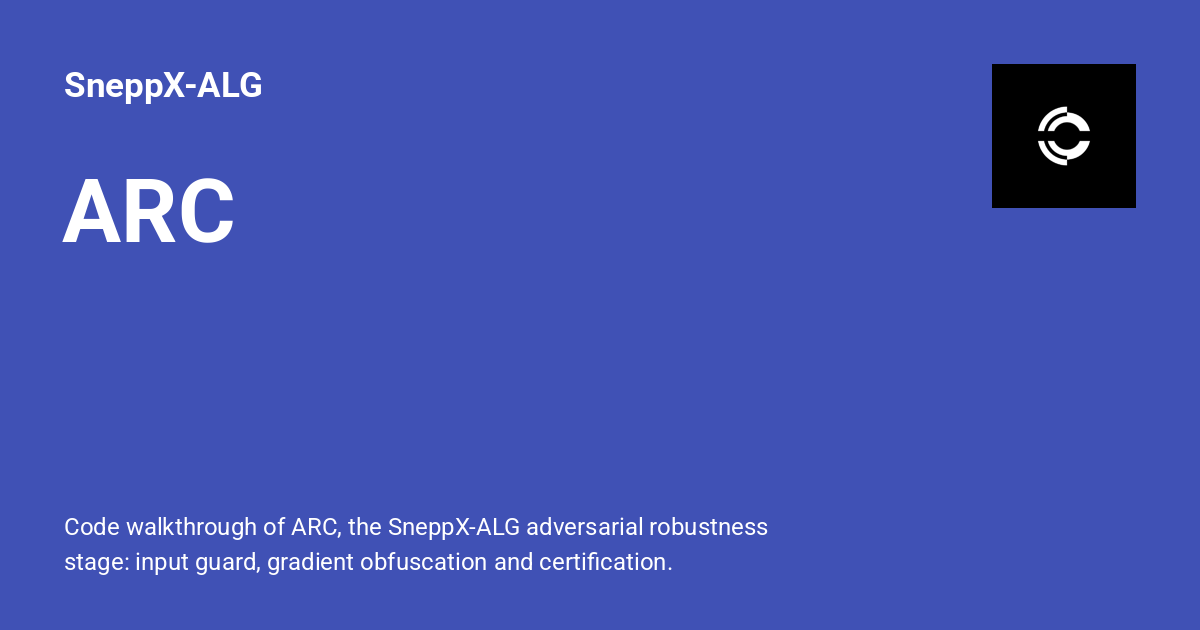 SneppX-ALG
ARC
Code walkthrough of ARC, the SneppX-ALG adversarial robustness
stage: input guard, gradient obfuscation and certification.